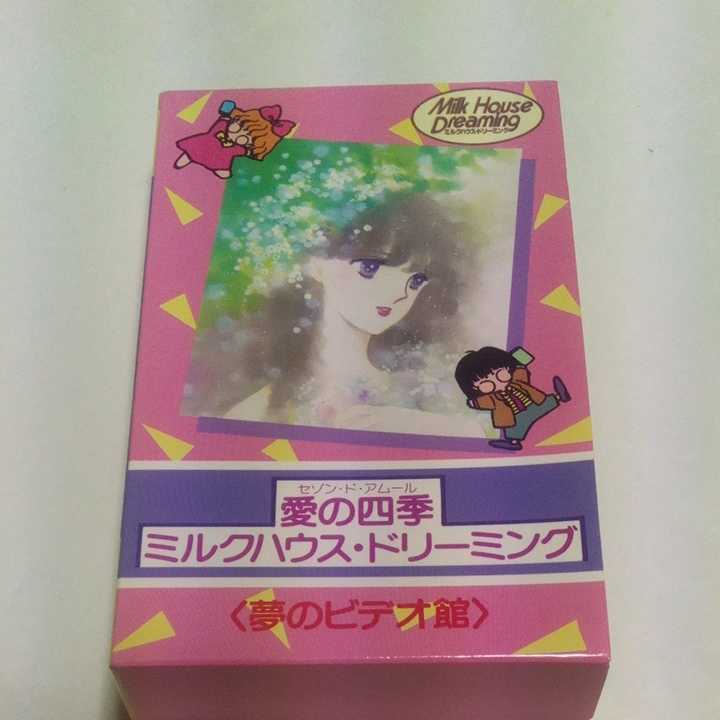 Milk House
Dreaming
ミルクハウス・ドリーミング
セゾン・ド・アムール
愛の四季
ミルクハウス・ドリーミング
〈夢のビデオ館〉